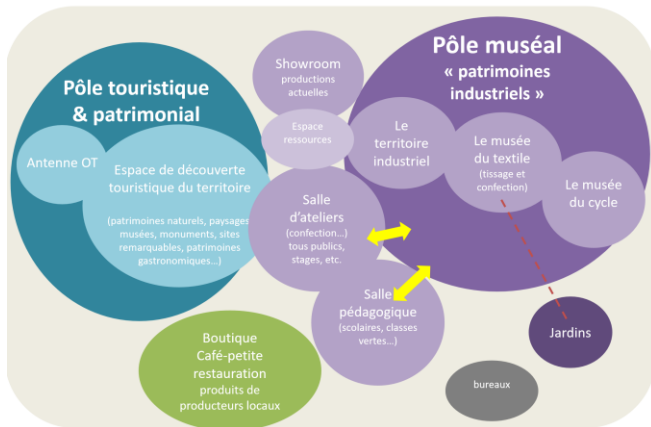 Pôle touristique
& patrimonial
Antenne OT
Espace de découverte
touristique du territoire
(patrimoines naturels, paysages
musées, monuments, sites
remarquables, patrimoines
gastronomiques...)
Showroom
productions
actuelles
Espace
ressources
Pôle muséal
« patrimoines
industriels »
Le
territoire
industriel
Le musée
du textile
(tissage et
confection)
Le musée
du cycle
Salle
d'ateliers
(confection...)
tous publics,
stages, etc.
Salle
pédagogique
(scolaires, classes
vertes...)
Boutique
Café-petite
restauration
produits de
producteurs locaux
Jardins
bureaux